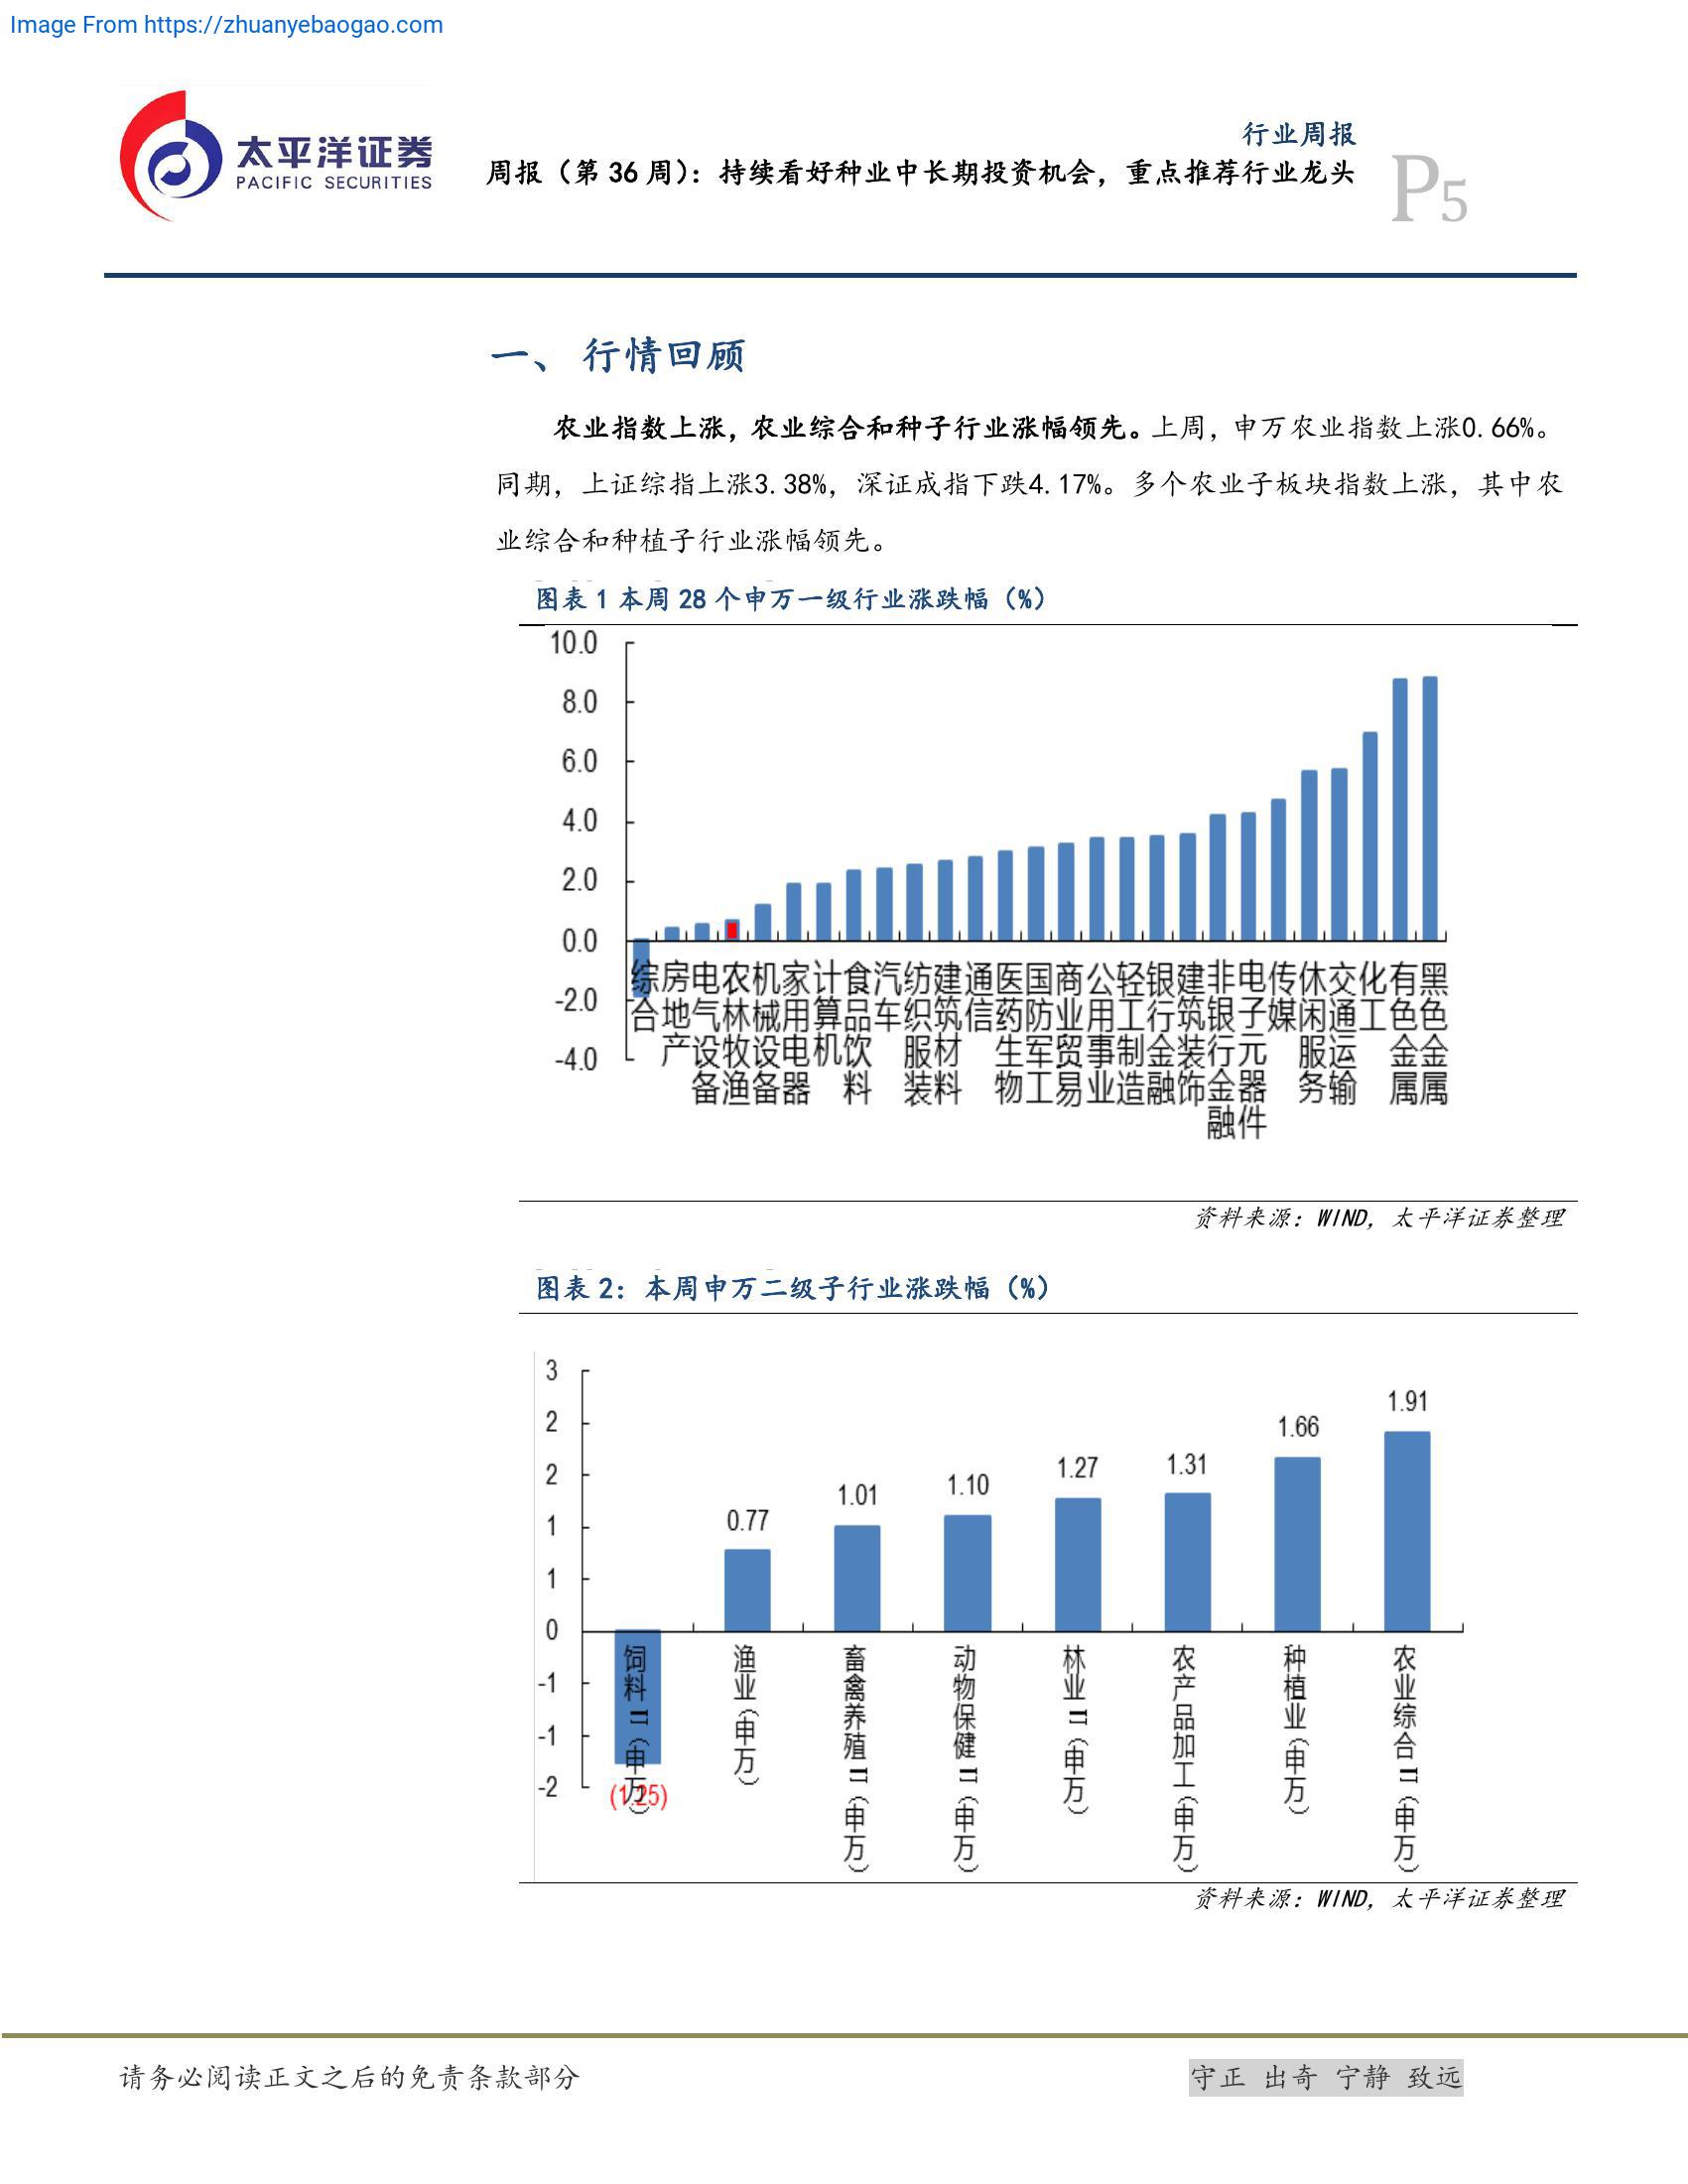 Image From https://zhuanyebaogao.com
太平洋证券
PACIFIC SECURITIES
行业周报
周报（第 36 周）：持续看好种业中长期投资机会，重点推荐行业龙头
P5
一、 行情回顾
农业指数上涨，农业综合和种子行业涨幅领先。上周，申万农业指数上涨0.66%。
同期，上证综指上涨3.38%，深证成指下跌4.17%。多个农业子板块指数上涨，其中农
业综合和种植子行业涨幅领先。
图表 1 本周 28 个申万一级行业涨跌幅（%）
10.0
8.0
6.0
4.0
2.0
0.0
-2.0
-4.0
综合
房地产
电气设备
农林牧渔
机械设备
家用电器
计算机
食品饮料
汽车
纺织服装
建筑材料
通信
医药生物
国防军工
商业贸易
公用事业
轻工制造
银行金融
建筑装饰
非银行金融
电子元器件
传媒
休闲服务
交通运输
化工
有色金属
黑色金属
资料来源：WIND，太平洋证券整理
图表 2：本周申万二级子行业涨跌幅（%）
3
2
2
1
1
0
-1
-1
-2
(1.25)
0.77
1.01
1.10
1.27
1.31
1.66
1.91
饲料Ⅱ（申万）
渔业（申万）
畜禽养殖Ⅱ（申万）
动物保健Ⅱ（申万）
林业Ⅱ（申万）
农产品加工（申万）
种植业（申万）
农业综合Ⅱ（申万）
资料来源：WIND，太平洋证券整理
请务必阅读正文之后的免责条款部分
守正 出奇 宁静 致远